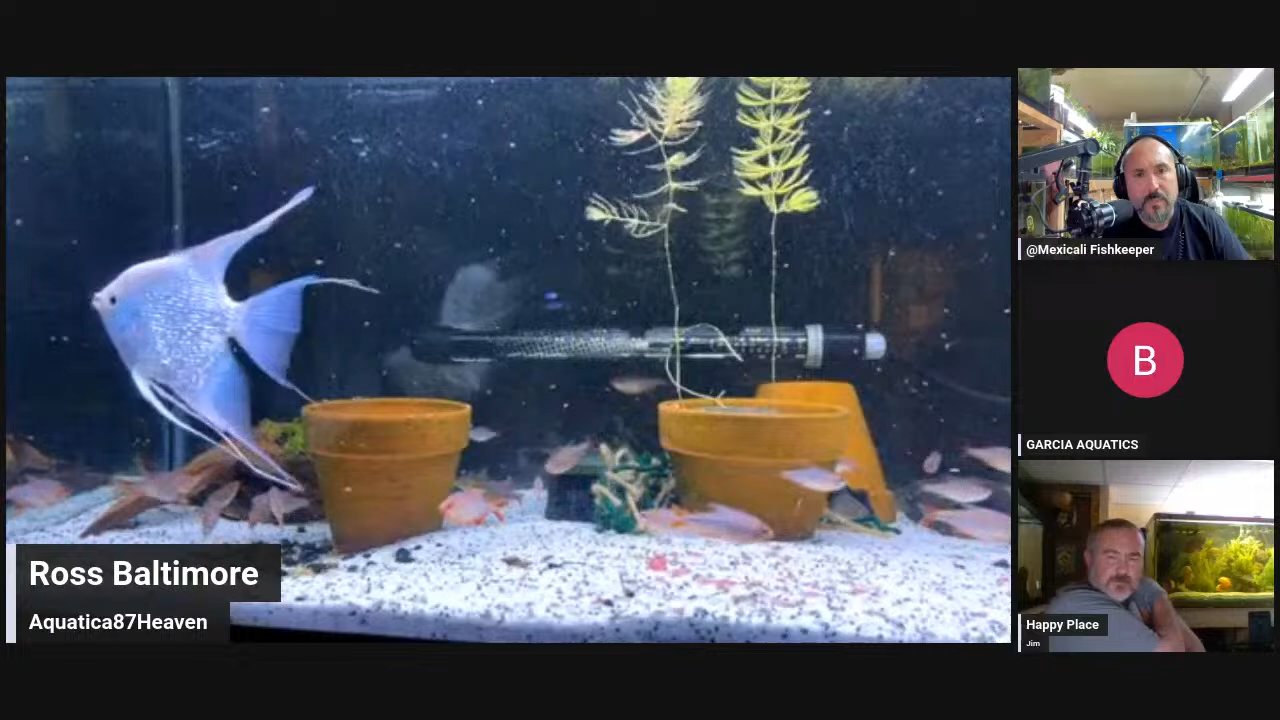 Ross Baltimore
Aquatica87Heaven
@Mexicali Fishkeeper
B
GARCIA AQUATICS
Happy Place
Jim